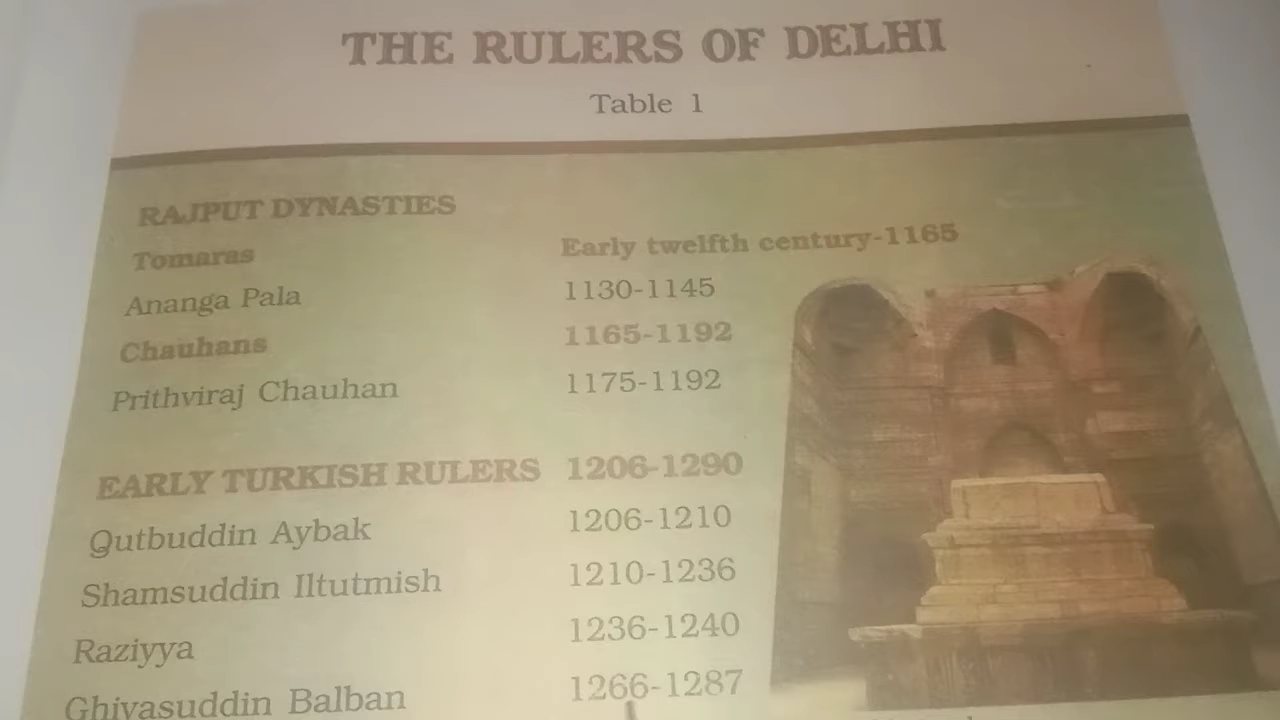 THE RULERS OF DELHI
Table 1
RAJPUT DYNASTIES
Tomaras Early twelfth century-1165
Ananga Pala 1130-1145
Chauhans 1165-1192
Prithviraj Chauhan 1175-1192
EARLY TURKISH RULERS 1206-1290
Qutbuddin Aybak 1206-1210
Shamsuddin Iltutmish 1210-1236
Raziyya 1236-1240
Ghiyasuddin Balban 1266-1287